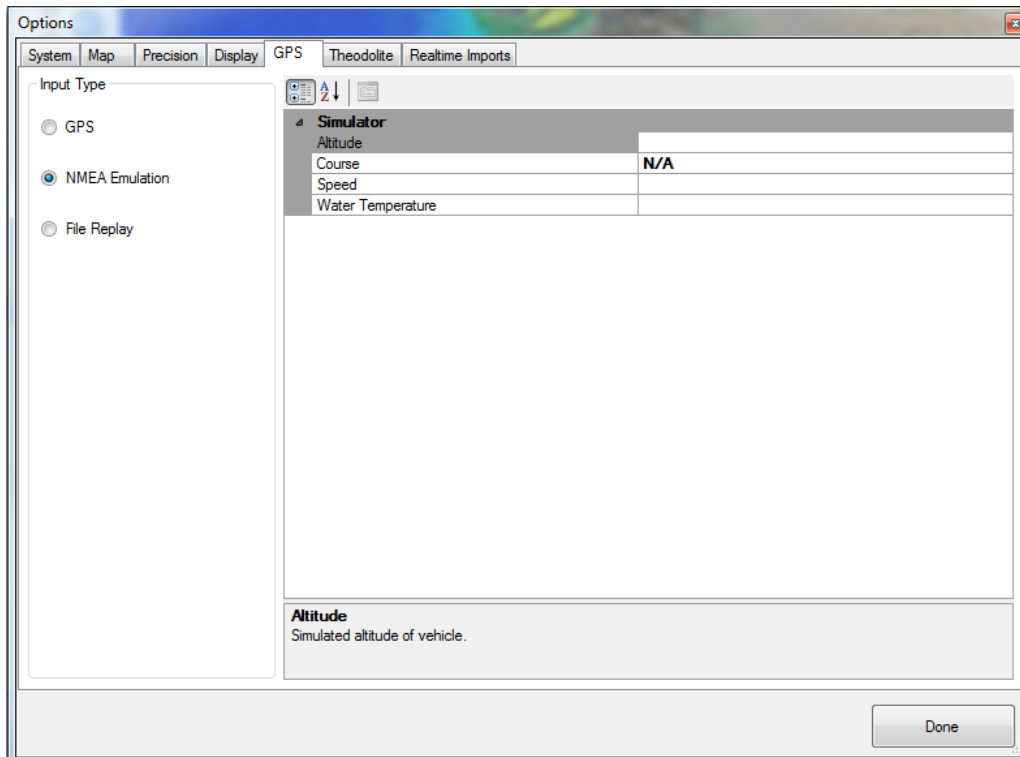 Options
System Map Precision Display GPS Theodolite Realtime Imports
Input Type
GPS
NMEA Emulation
File Replay
A
Z
Simulator
Altitude
Course N/A
Speed
Water Temperature
Altitude
Simulated altitude of vehicle.
Done